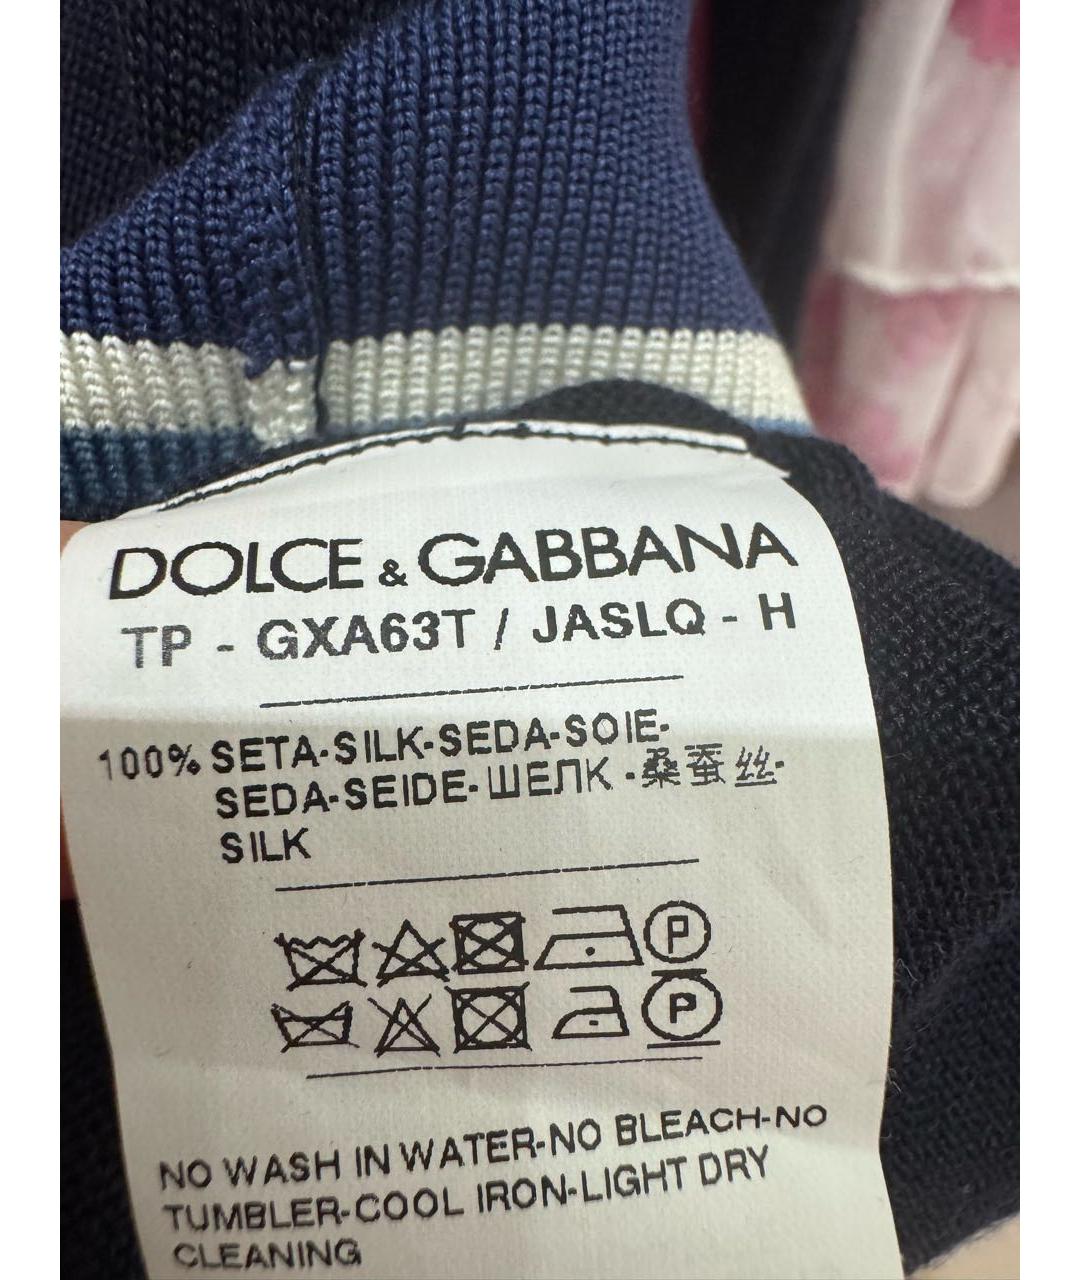 DOLCE & GABBANA
TP - GXA63T / JASLQ - H
100% SETA-SILK-SEDA-SOIE-
SEDA-SEIDE-ШЕЛК-桑蚕丝-
SILK
P
P
NO WASH IN WATER-NO BLEACH-NO
TUMBLER-COOL IRON-LIGHT DRY
CLEANING